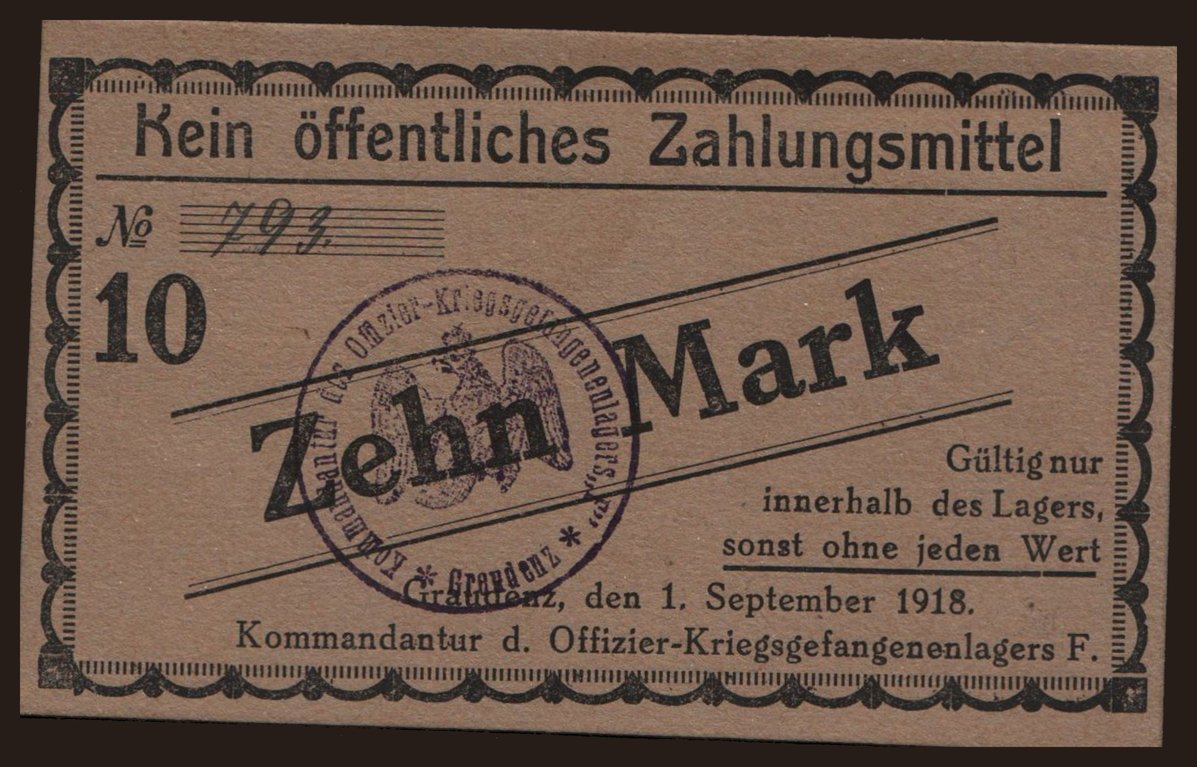 Kein öffentliches Zahlungsmittel
No 793.
10
Zehn Mark
Kommandantur des Offizier-Kriegsgefangenenlagers „F“
* Graudenz *
Gültig nur
innerhalb des Lagers,
sonst ohne jeden Wert
Graudenz, den 1. September 1918.
Kommandantur d. Offizier-Kriegsgefangenenlagers F.